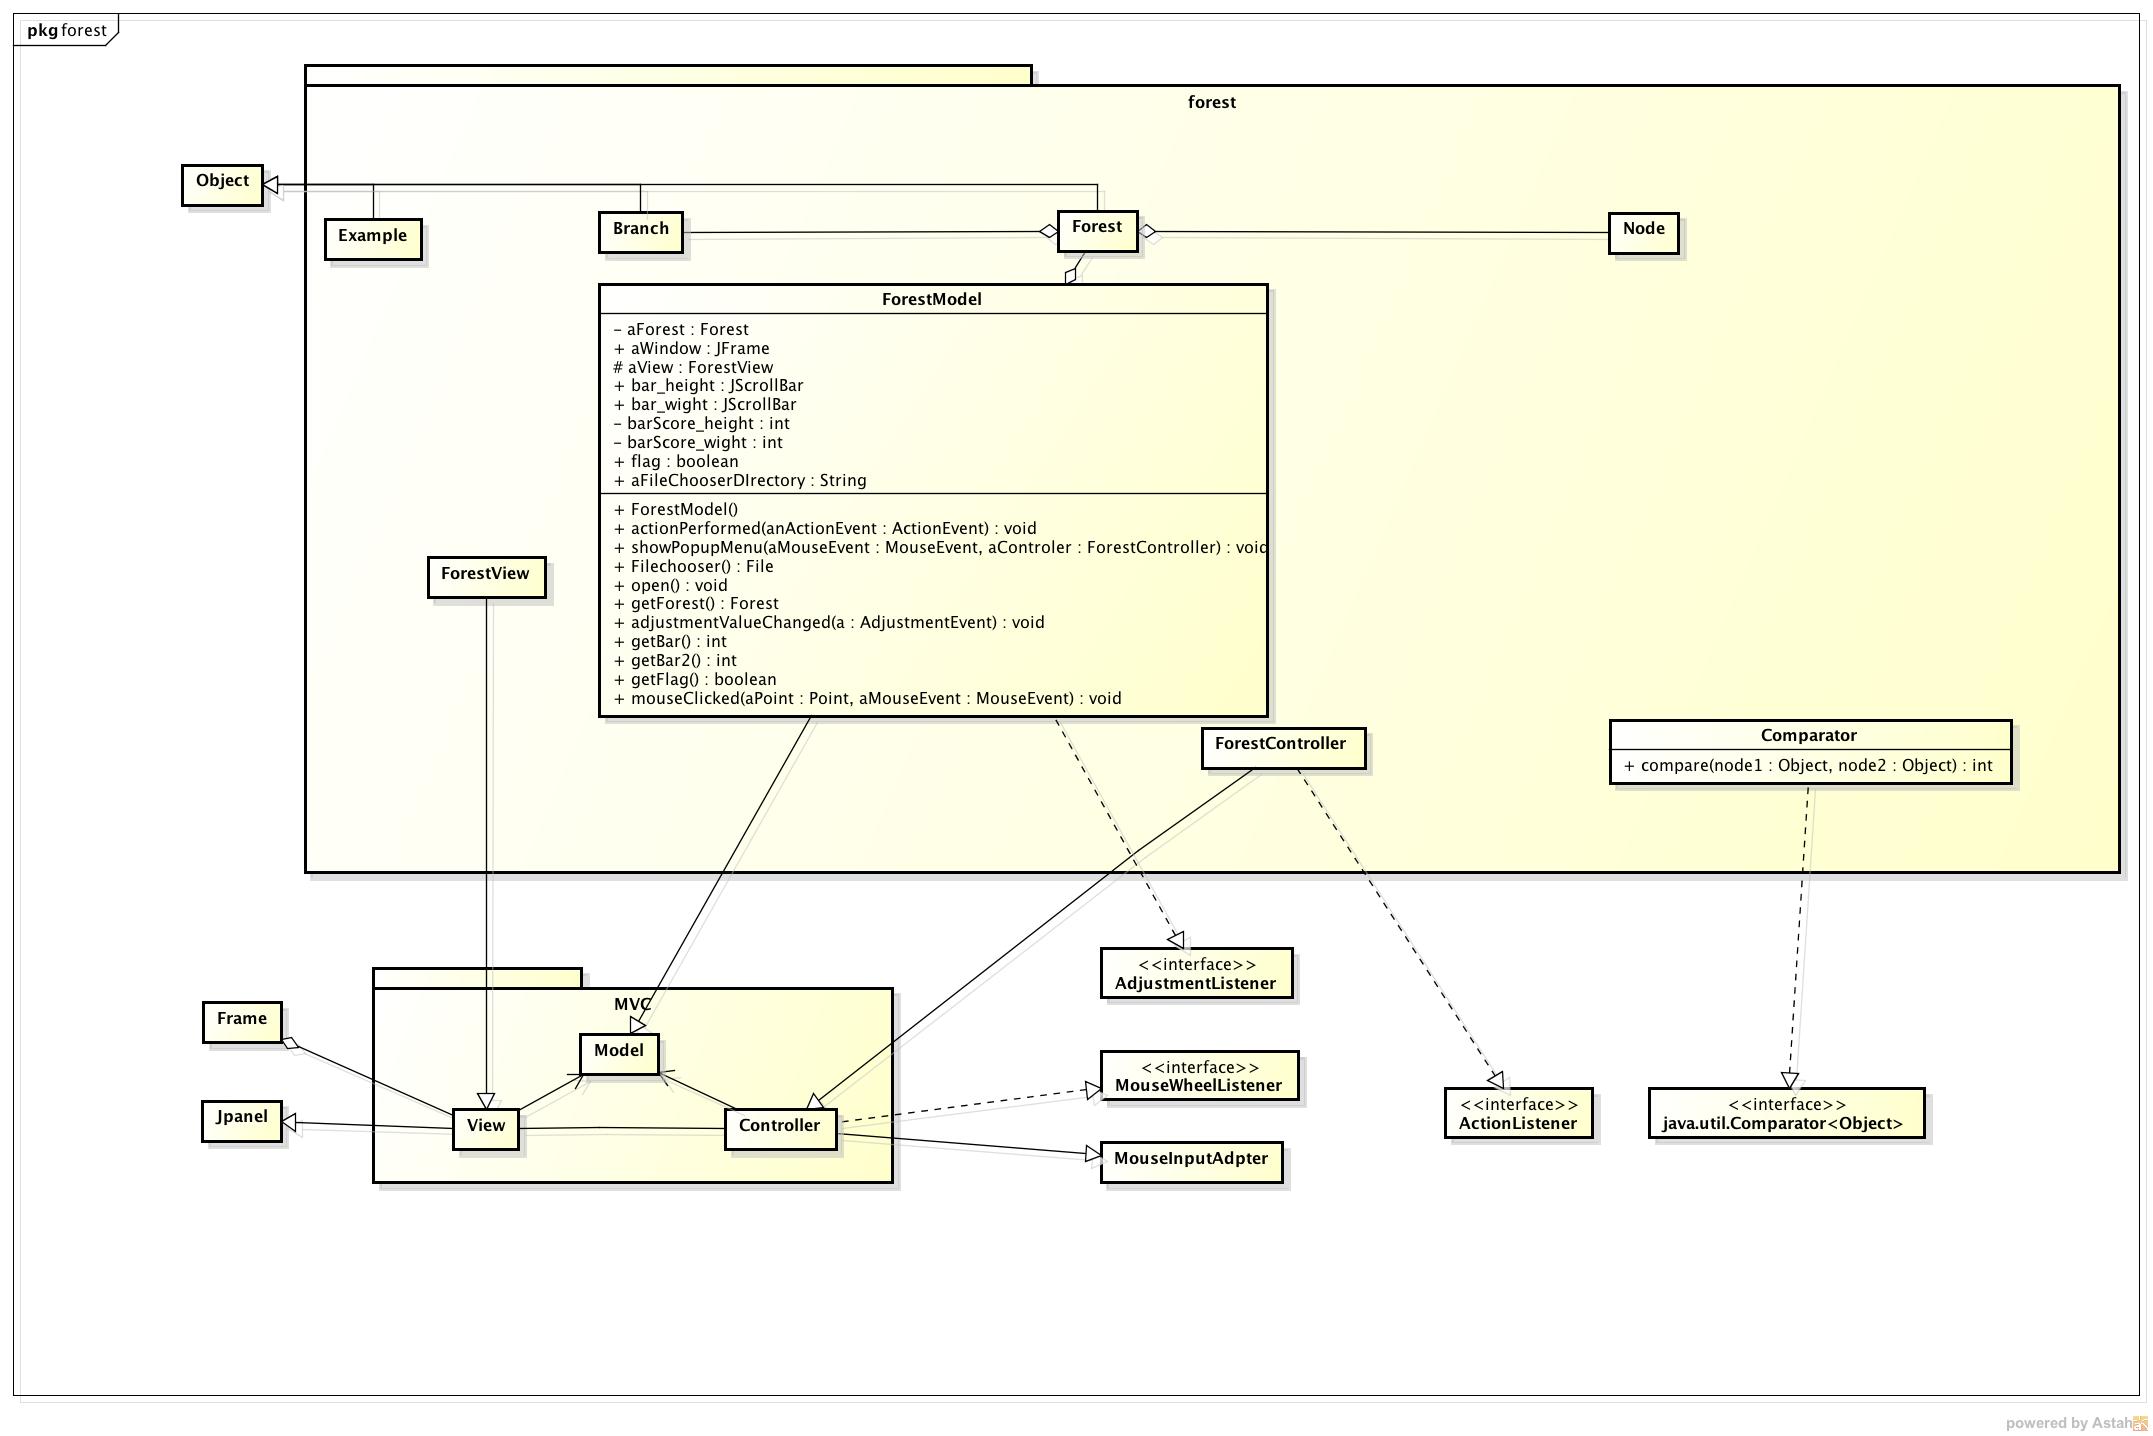 pkg forest
forest
Object
Example
Branch
Forest
Node
ForestModel
- aForest : Forest
+ aWindow : JFrame
# aView : ForestView
+ bar_height : JScrollBar
+ bar_wight : JScrollBar
- barScore_height : int
- barScore_wight : int
+ flag : boolean
+ aFileChooserDIrectory : String
+ ForestModel()
+ actionPerformed(anActionEvent : ActionEvent) : void
+ showPopupMenu(aMouseEvent : MouseEvent, aControler : ForestController) : void
+ Filechooser() : File
+ open() : void
+ getForest() : Forest
+ adjustmentValueChanged(a : AdjustmentEvent) : void
+ getBar() : int
+ getBar2() : int
+ getFlag() : boolean
+ mouseClicked(aPoint : Point, aMouseEvent : MouseEvent) : void
ForestView
ForestController
Comparator
+ compare(node1 : Object, node2 : Object) : int
<<interface>>
AdjustmentListener
MVC
Frame
Model
<<interface>>
MouseWheelListener
Jpanel
View
Controller
<<interface>>
ActionListener
<<interface>>
java.util.Comparator<Object>
MouseInputAdpter
powered by Astah